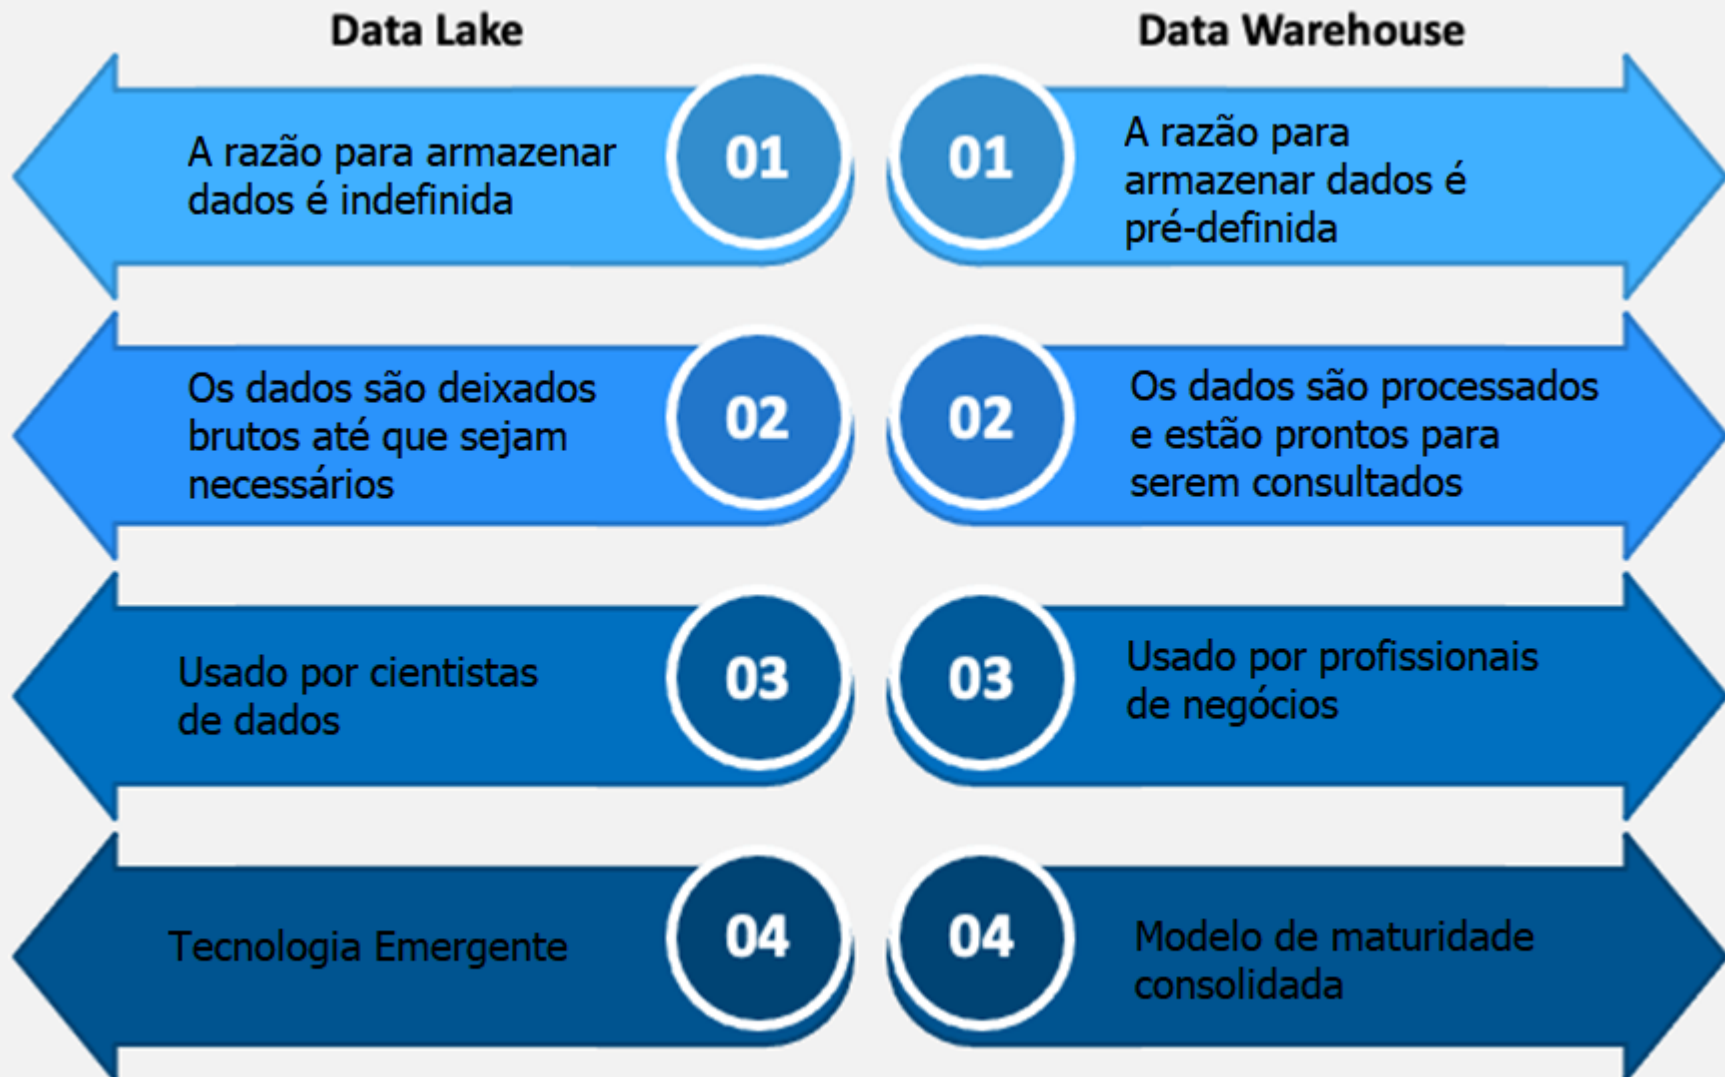 Data Lake
Data Warehouse
01
A razão para armazenar
dados é indefinida
01
A razão para
armazenar dados é
pré-definida
02
Os dados são deixados
brutos até que sejam
necessários
02
Os dados são processados
e estão prontos para
serem consultados
03
Usado por cientistas
de dados
03
Usado por profissionais
de negócios
04
Tecnologia Emergente
04
Modelo de maturidade
consolidada